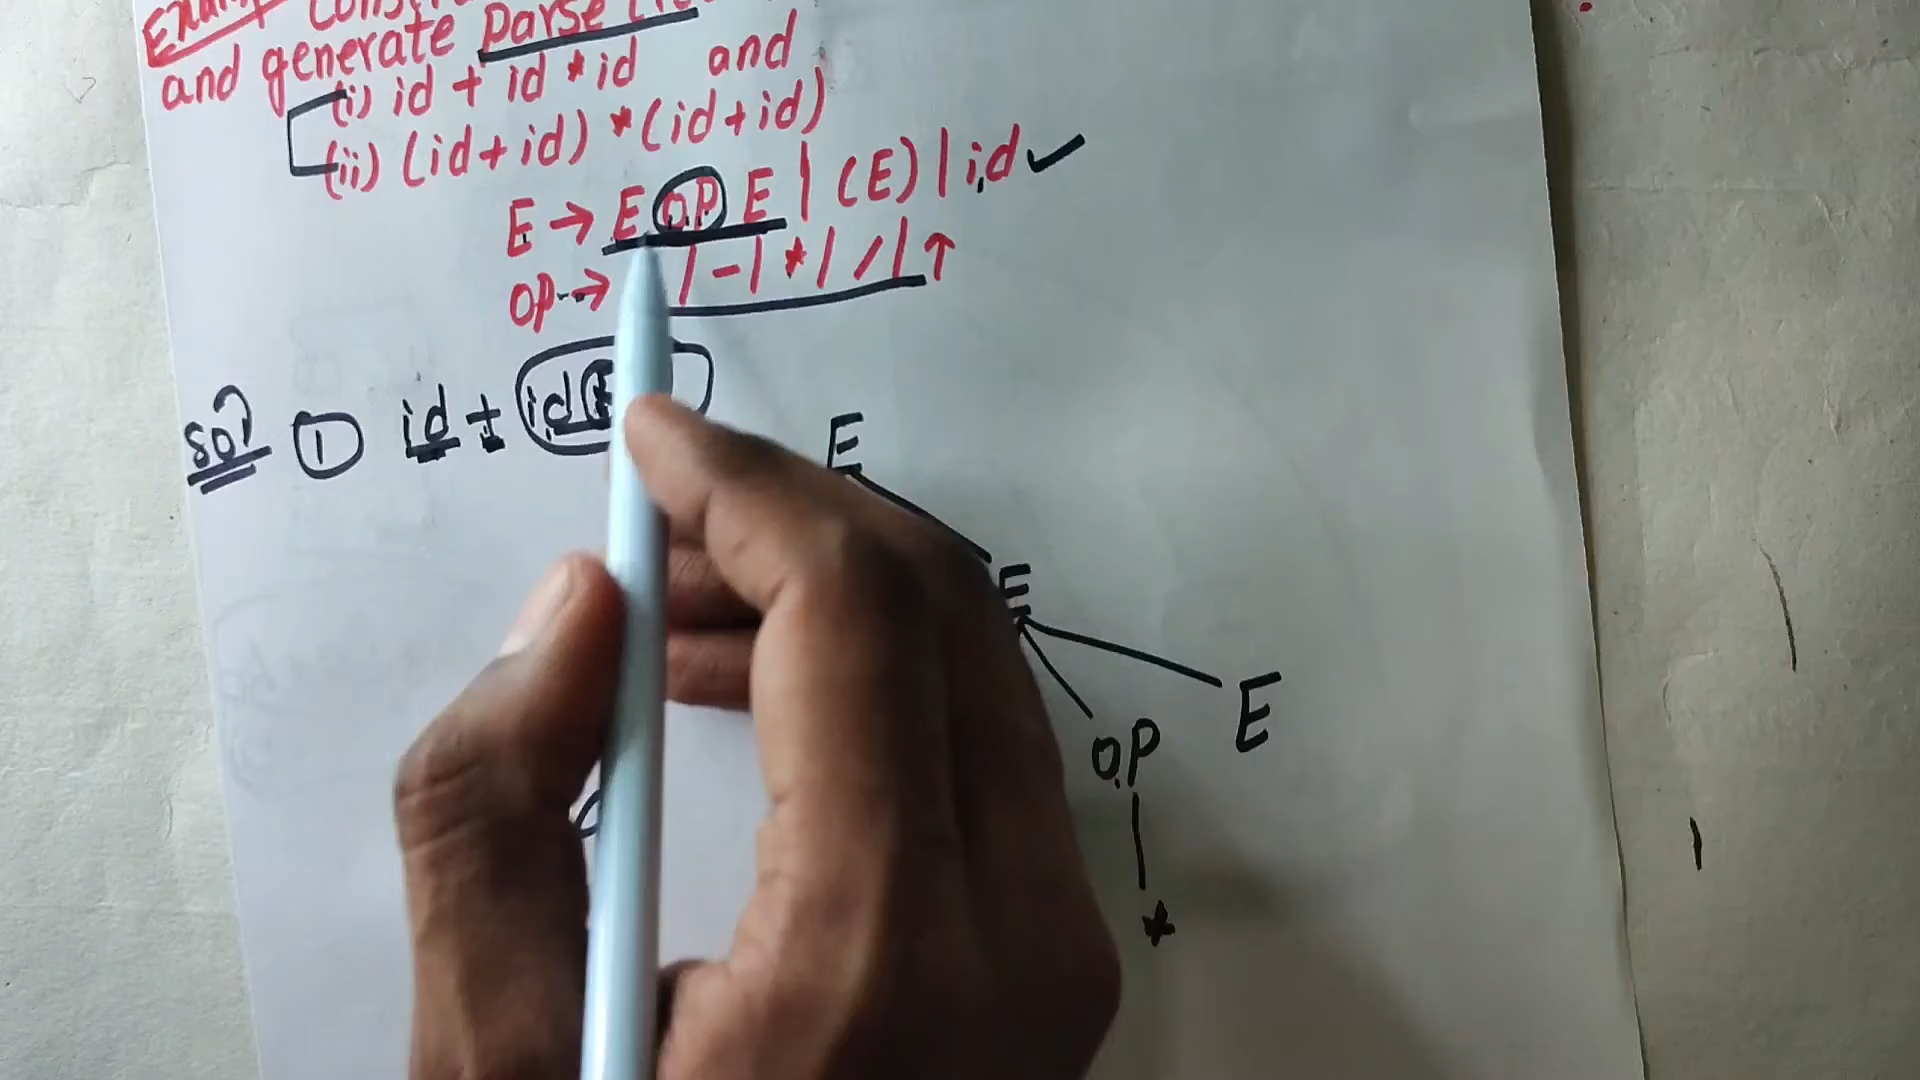 Example
and generate parse
(i) id + id * id and
(ii) (id+id) * (id+id)
E → E OP E | (E) | id ✓
OP → | - | * | / | ↑
Sol ① id + id
E
E
OP E
*